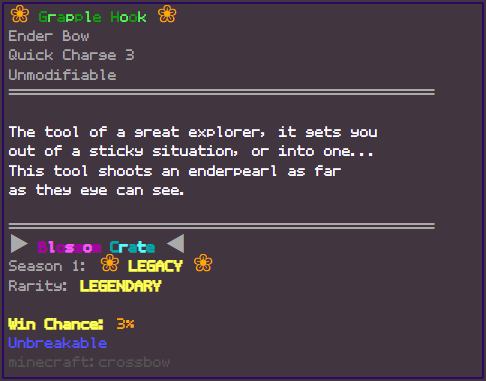 ❀ Grapple Hook ❀
Ender Bow
Quick Charge 3
Unmodifiable
The tool of a great explorer, it gets you
out of a sticky situation, or into one...
This tool shoots an enderpearl as far
as they eye can see.
▶ Blossom Crate ◀
Season 1: ❀ LEGACY ❀
Rarity: LEGENDARY
Win Chance: 3%
Unbreakable
minecraft:crossbow